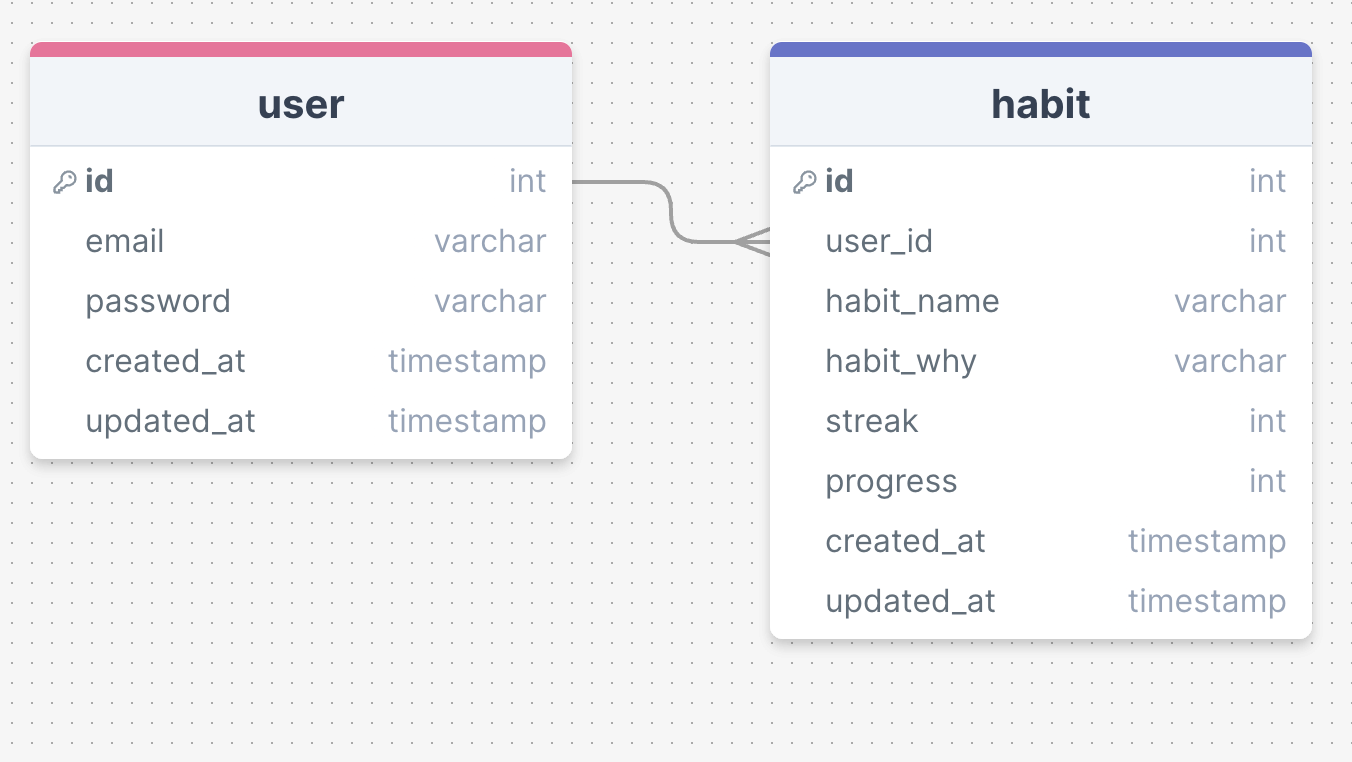 user
id int
email varchar
password varchar
created_at timestamp
updated_at timestamp
habit
id int
user_id int
habit_name varchar
habit_why varchar
streak int
progress int
created_at timestamp
updated_at timestamp